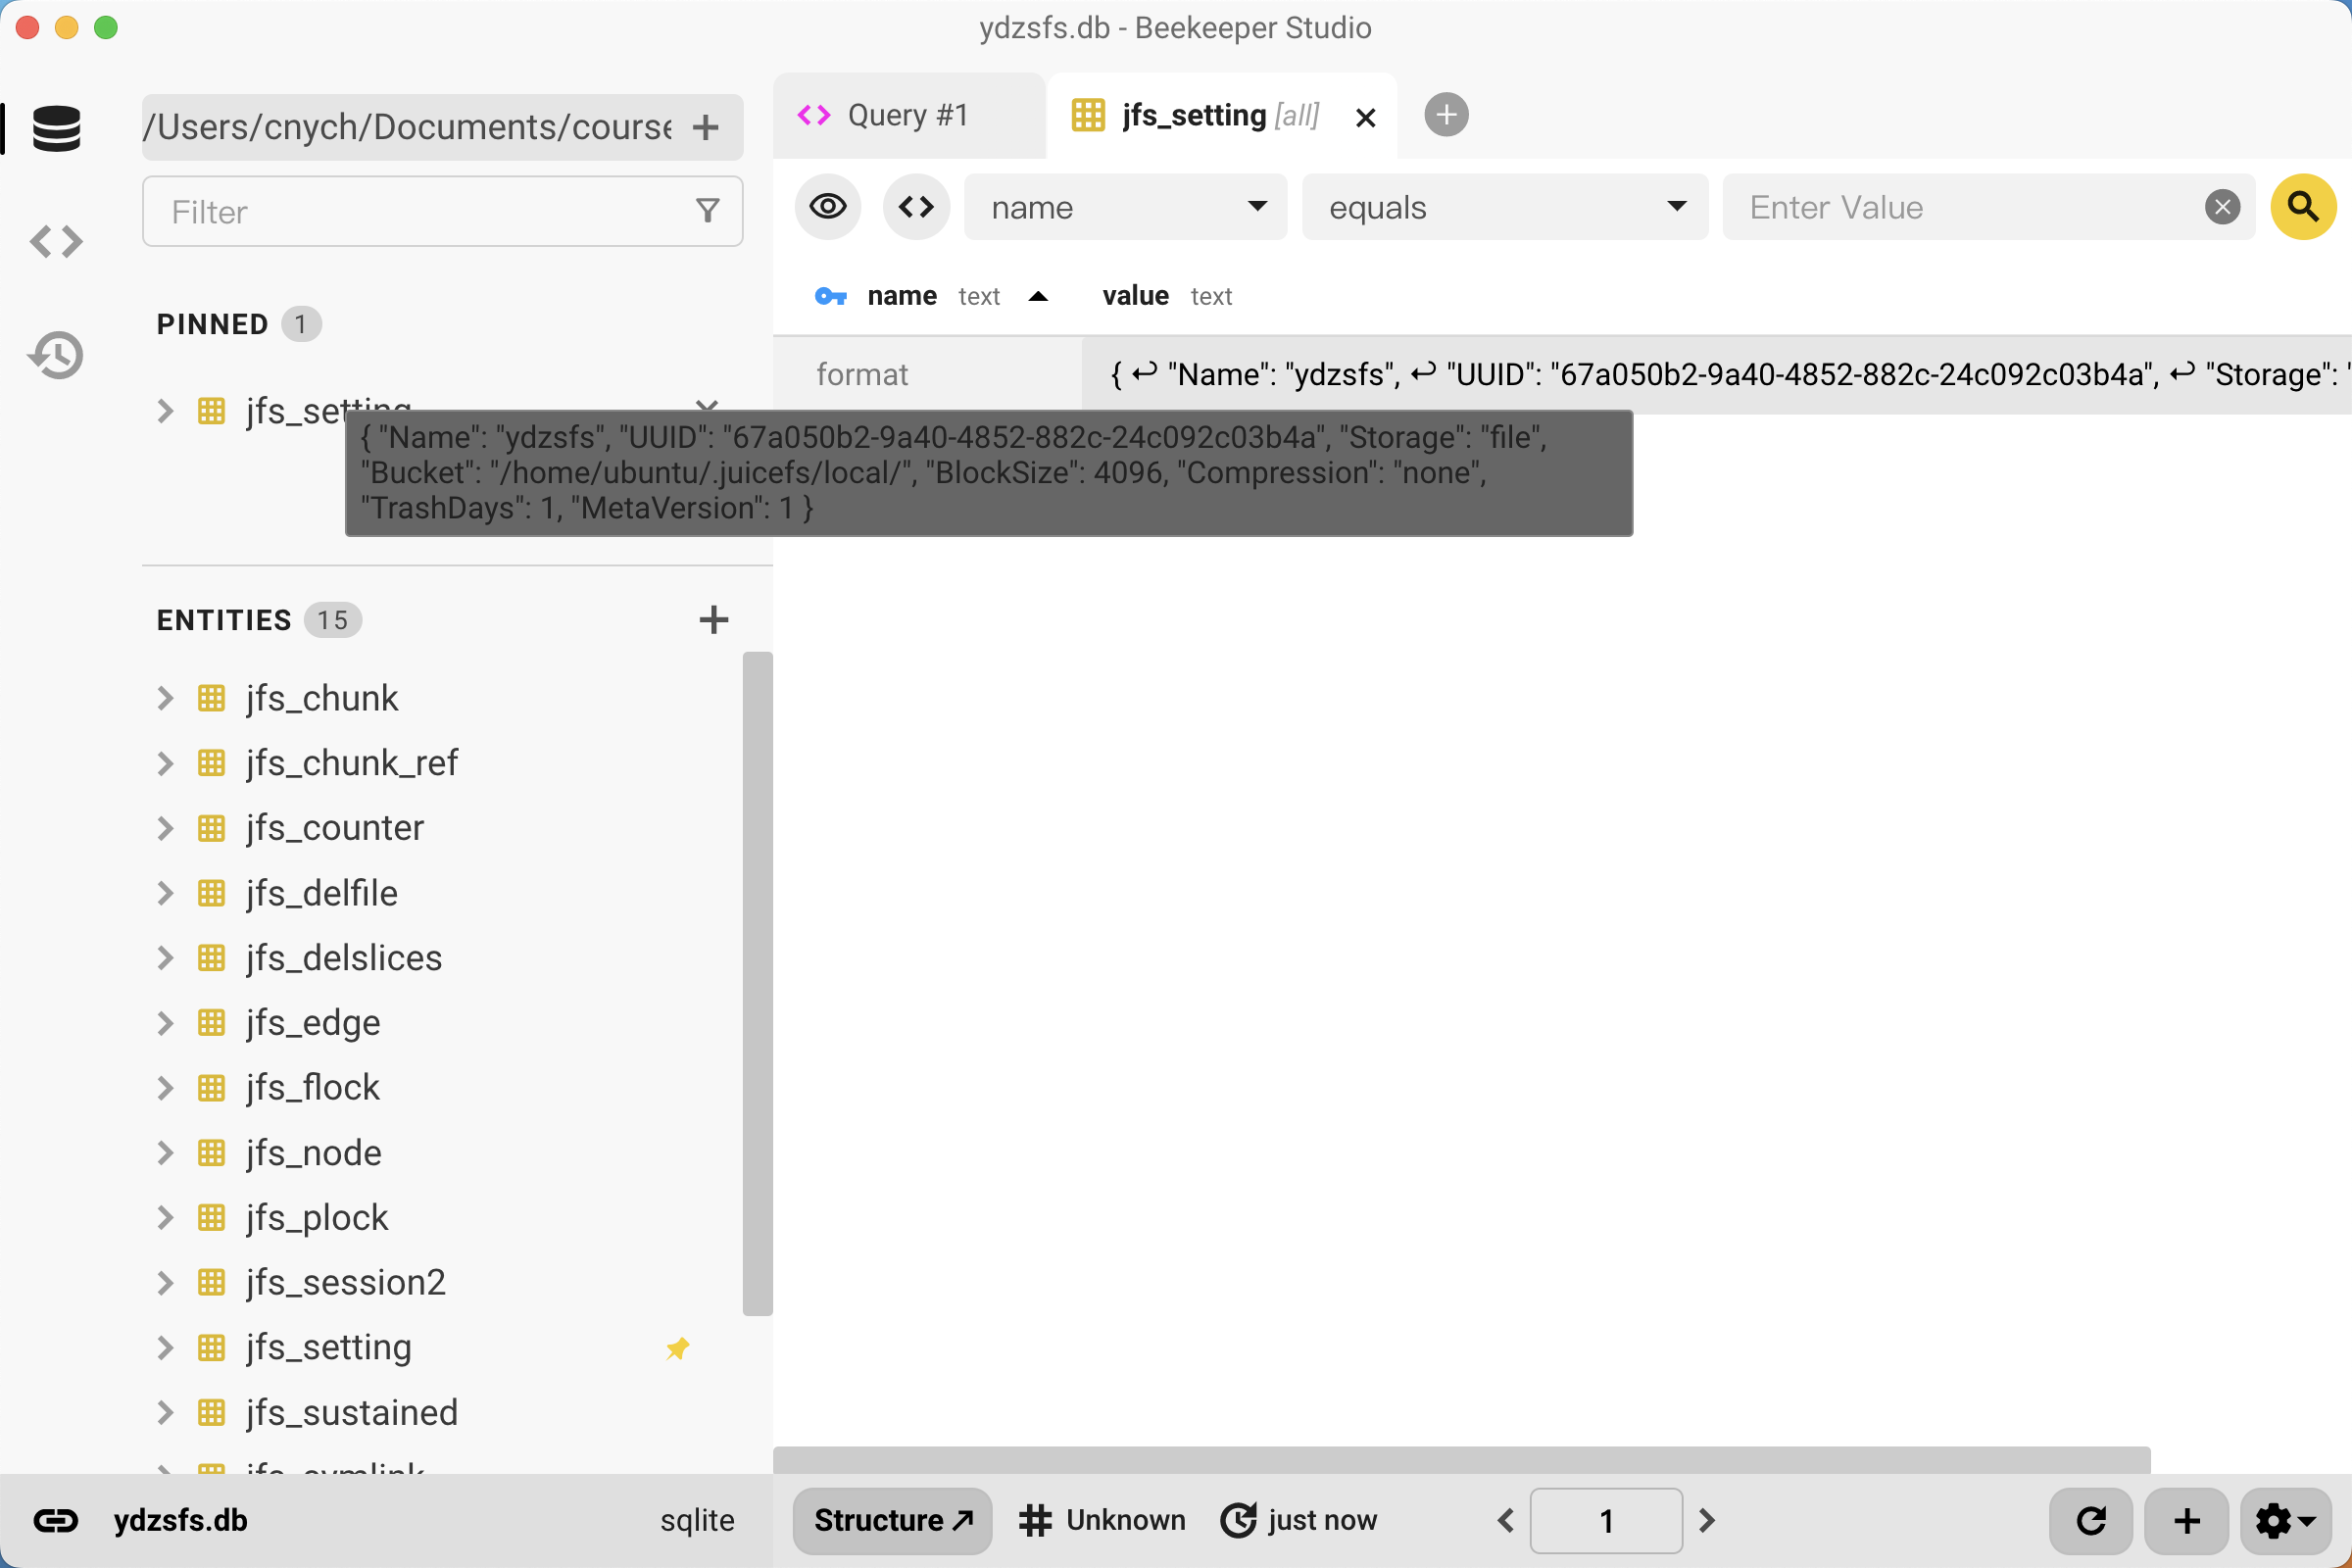 ydzsfs.db - Beekeeper Studio
/Users/cnych/Documents/course
Filter
PINNED 1
jfs_setting
ENTITIES 15
jfs_chunk
jfs_chunk_ref
jfs_counter
jfs_delfile
jfs_delslices
jfs_edge
jfs_flock
jfs_node
jfs_plock
jfs_session2
jfs_setting
jfs_sustained
jfs_symlink
ydzsfs.db sqlite
Query #1 jfs_setting [all]
name equals Enter Value
name text value text
format { ↩ "Name": "ydzsfs", ↩ "UUID": "67a050b2-9a40-4852-882c-24c092c03b4a", ↩ "Storage": "
{ "Name": "ydzsfs", "UUID": "67a050b2-9a40-4852-882c-24c092c03b4a", "Storage": "file",
"Bucket": "/home/ubuntu/.juicefs/local/", "BlockSize": 4096, "Compression": "none",
"TrashDays": 1, "MetaVersion": 1 }
Structure Unknown just now 1